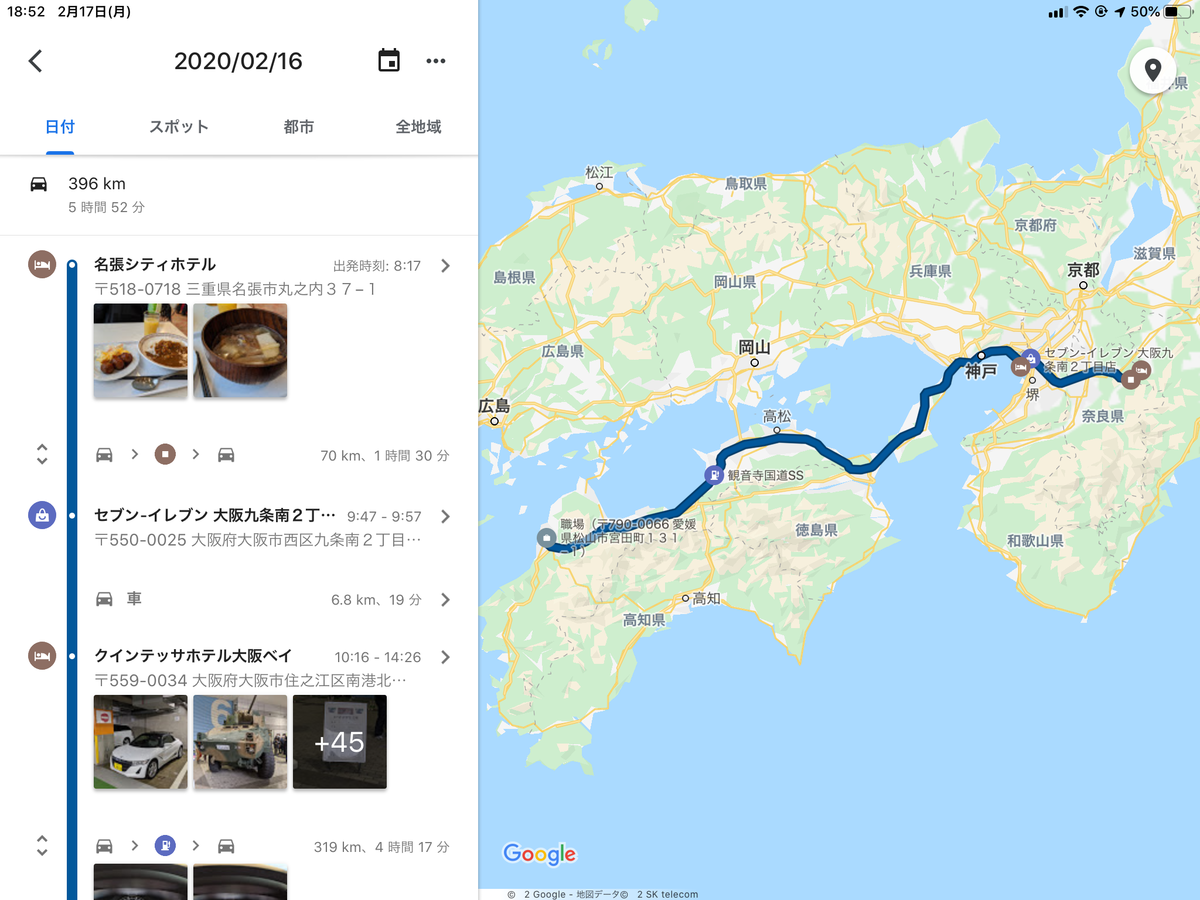 18:52 2月17日(月)
50%
2020/02/16
日付 スポット 都市 全地域
396 km
5 時間 52 分
名張シティホテル 出発時刻: 8:17
〒518-0718 三重県名張市丸之内３７−１
70 km、1 時間 30 分
セブン-イレブン 大阪九条南２丁… 9:47 - 9:57
〒550-0025 大阪府大阪市西区九条南２丁目…
車 6.8 km、19 分
クインテッサホテル大阪ベイ 10:16 - 14:26
〒559-0034 大阪府大阪市住之江区南港北…
+45
319 km、4 時間 17 分
県
松江
鳥取県
京都府
滋賀県
京都
兵庫県
島根県
岡山県
岡山
広島県
神戸
セブン-イレブン 大阪九
条南２丁目店
堺
広島
高松
奈良県
観音寺国道SS
職場（〒790-0066 愛媛
県松山市宮田町１３１
−１）
徳島県
和歌山県
高知
高知県
Google
© 2 Google - 地図データ© 2 SK telecom